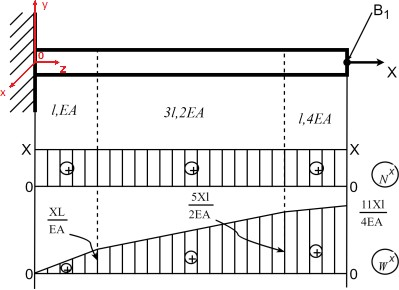 y
B1
0
z
x
X
l,EA
3l,2EA
l,4EA
X
X
+
+
+
N^x
0
0
XL/EA
5Xl/2EA
11Xl/4EA
+
+
+
W^x
0
0